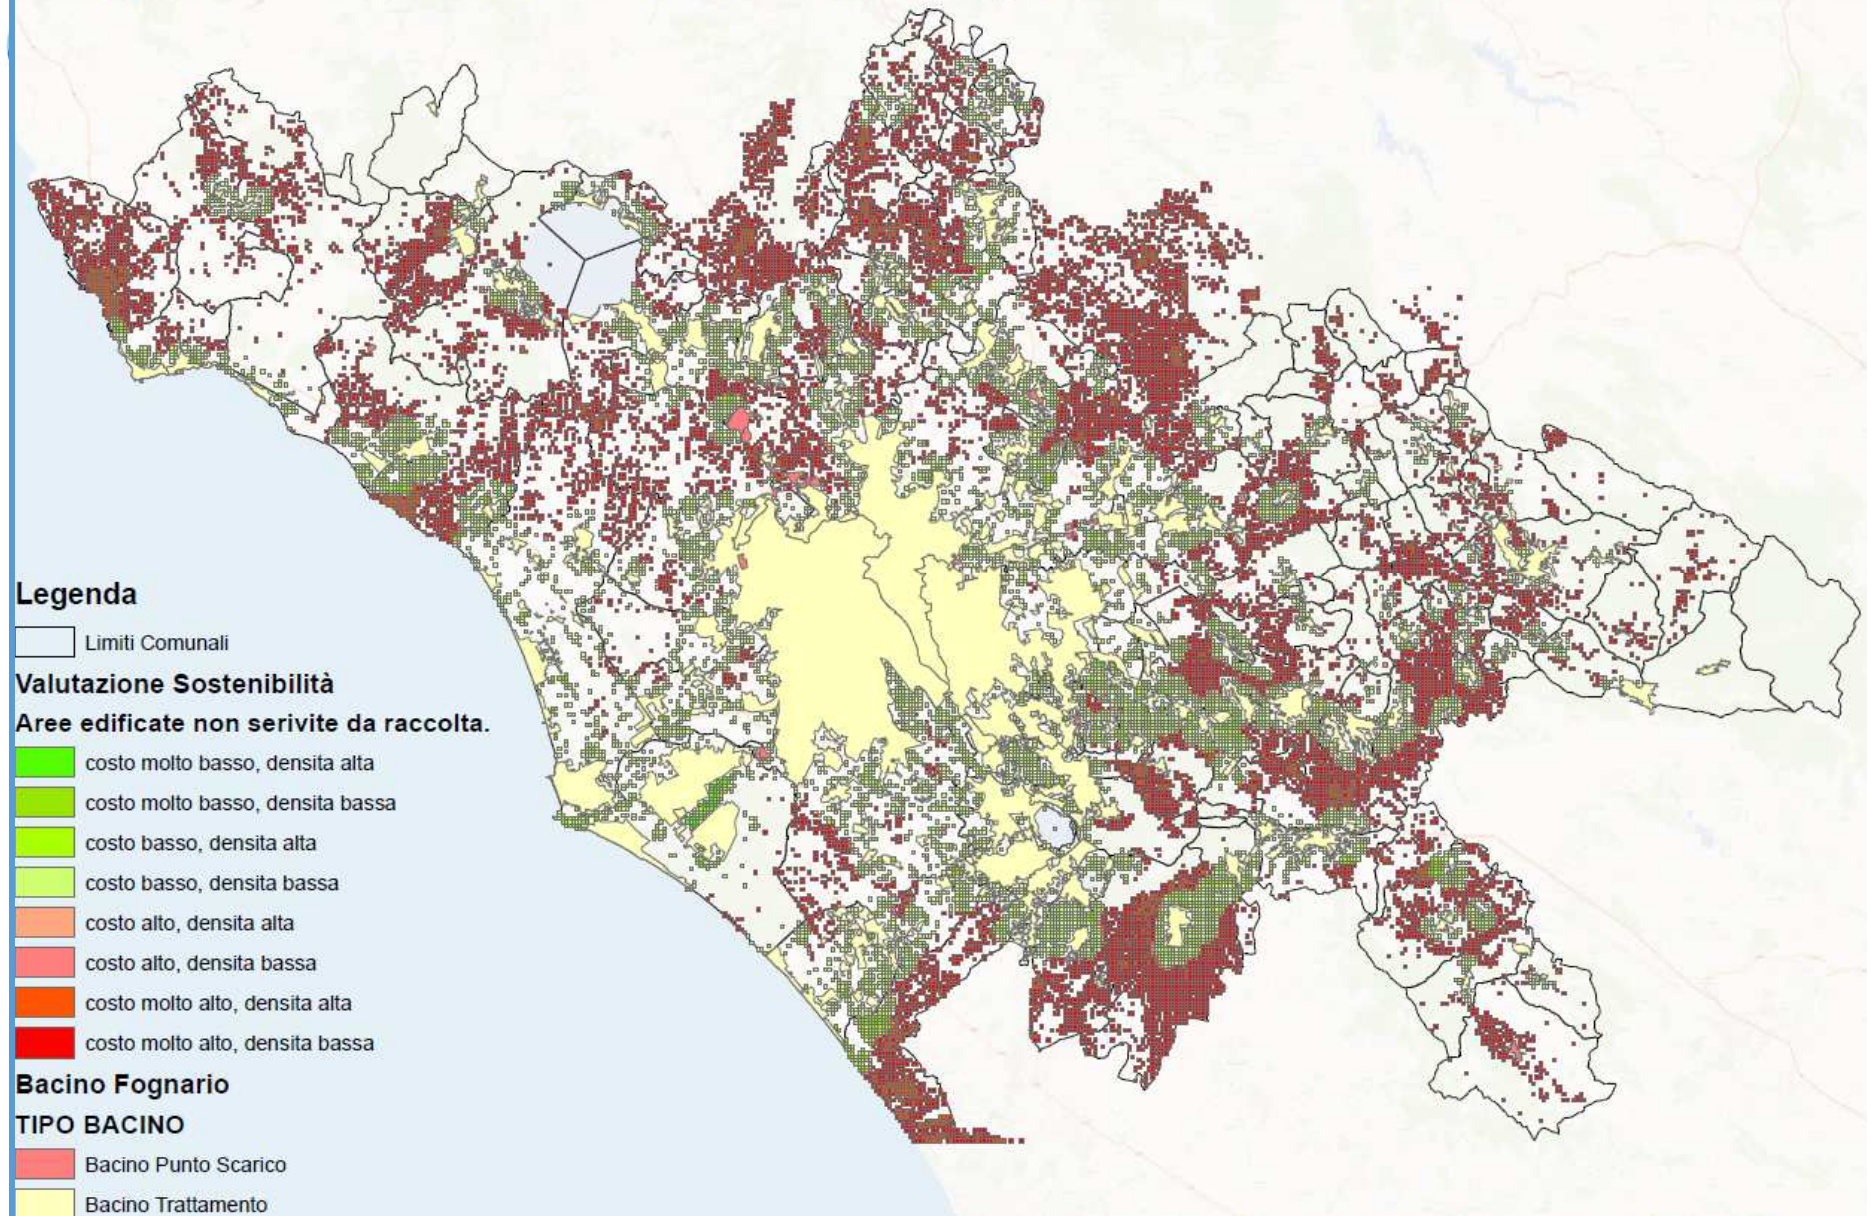 Legenda
Limiti Comunali
Valutazione Sostenibilità
Aree edificate non serivite da raccolta.
costo molto basso, densita alta
costo molto basso, densita bassa
costo basso, densita alta
costo basso, densita bassa
costo alto, densita alta
costo alto, densita bassa
costo molto alto, densita alta
costo molto alto, densita bassa
Bacino Fognario
TIPO BACINO
Bacino Punto Scarico
Bacino Trattamento